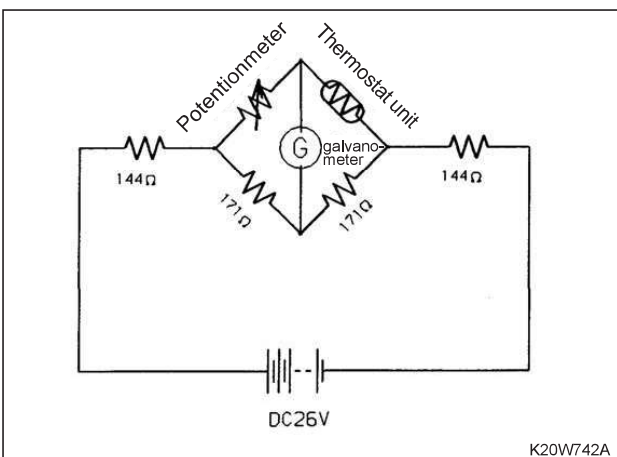 Potentionmeter
Thermostat unit
G
galvano-
meter
144Ω
171Ω
171Ω
144Ω
DC26V
K20W742A